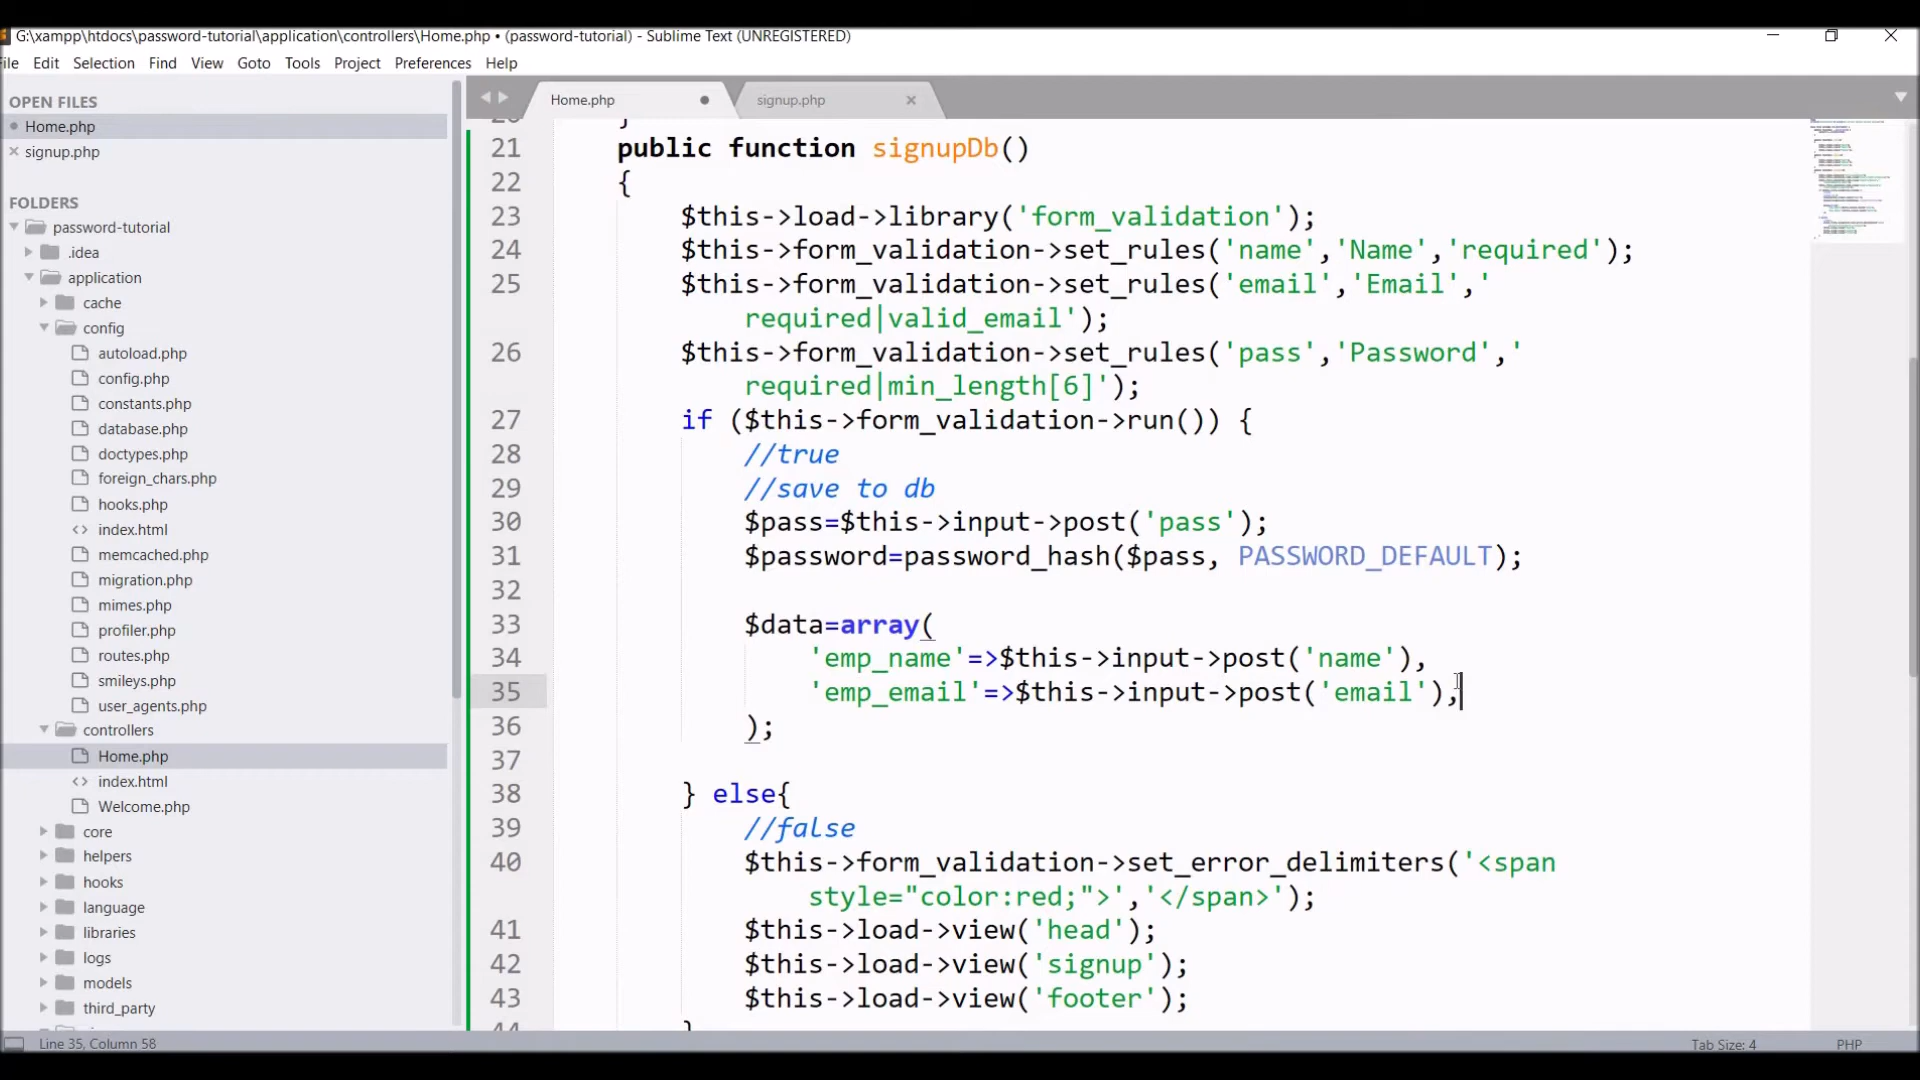 G:\xampp\htdocs\password-tutorial\application\controllers\Home.php • (password-tutorial) - Sublime Text (UNREGISTERED)
File Edit Selection Find View Goto Tools Project Preferences Help
OPEN FILES
Home.php
signup.php
FOLDERS
password-tutorial
.idea
application
cache
config
autoload.php
config.php
constants.php
database.php
doctypes.php
foreign_chars.php
hooks.php
index.html
memcached.php
migration.php
mimes.php
profiler.php
routes.php
smileys.php
user_agents.php
controllers
Home.php
index.html
Welcome.php
core
helpers
hooks
language
libraries
logs
models
third_party
Home.php signup.php
20 }
21 public function signupDb()
22 {
23 $this->load->library('form_validation');
24 $this->form_validation->set_rules('name','Name','required');
25 $this->form_validation->set_rules('email','Email','
required|valid_email');
26 $this->form_validation->set_rules('pass','Password','
required|min_length[6]');
27 if ($this->form_validation->run()) {
28 //true
29 //save to db
30 $pass=$this->input->post('pass');
31 $password=password_hash($pass, PASSWORD_DEFAULT);
32
33 $data=array(
34 'emp_name'=>$this->input->post('name'),
35 'emp_email'=>$this->input->post('email'),
36 );
37
38 } else{
39 //false
40 $this->form_validation->set_error_delimiters('<span
style="color:red;">','</span>');
41 $this->load->view('head');
42 $this->load->view('signup');
43 $this->load->view('footer');
44 }
Line 35, Column 58
Tab Size: 4 PHP